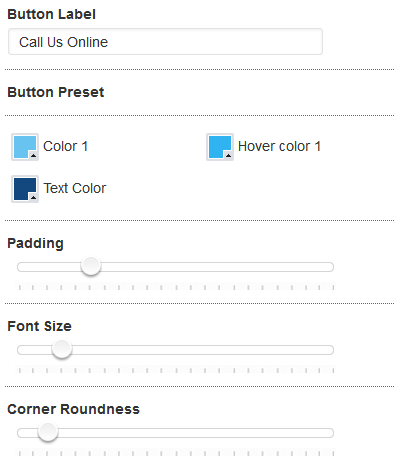 Button Label
Call Us Online
Button Preset
Color 1 Hover color 1
Text Color
Padding
Font Size
Corner Roundness